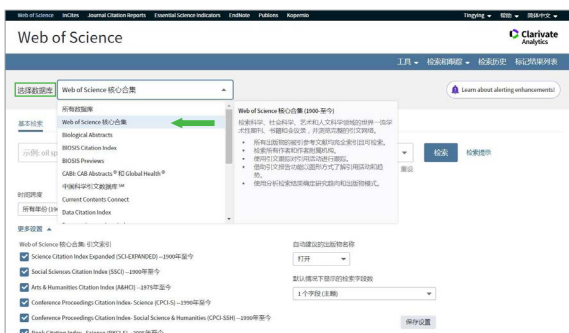 Web of Science InCites Journal Citation Reports Essential Science Indicators EndNote Publons Kopernio Tingying 帮助 简体中文
Web of Science
Clarivate Analytics
工具 检索和跟踪 检索历史 标记结果列表
选择数据库 Web of Science 核心合集
Learn about alerting enhancements!
所有数据库
Web of Science 核心合集
Biological Abstracts
BIOSIS Citation Index
BIOSIS Previews
CABI: CAB Abstracts® 和 Global Health®
中国科学引文数据库 SM
Current Contents Connect
Data Citation Index
Web of Science 核心合集 (1900-至今)
检索科学、社会科学、艺术和人文科学领域的世界一流学术性期刊、书籍和会议录，并浏览完整的引文网络。
• 所有出版物的被引参考文献均完全索引且可检索。
• 检索所有作者和作者附属机构。
• 使用引文跟踪对引用活动进行跟踪。
• 借助引文报告功能以图形方式了解引用活动和趋势。
• 使用分析检索结果确定研究趋向和出版物模式。
基本检索
示例: oil sp
检索 检索提示
重设
时间跨度
所有年份 (19
更多设置
Web of Science 核心合集: 引文索引
Science Citation Index Expanded (SCI-EXPANDED) --1900年至今
Social Sciences Citation Index (SSCI) --1900年至今
Arts & Humanities Citation Index (A&HCI) --1975年至今
Conference Proceedings Citation Index- Science (CPCI-S) --1990年至今
Conference Proceedings Citation Index- Social Science & Humanities (CPCI-SSH) --1990年至今
自动建议的出版物名称
打开
默认情况下显示的检索字段数
1 个字段 (主题)
保存设置